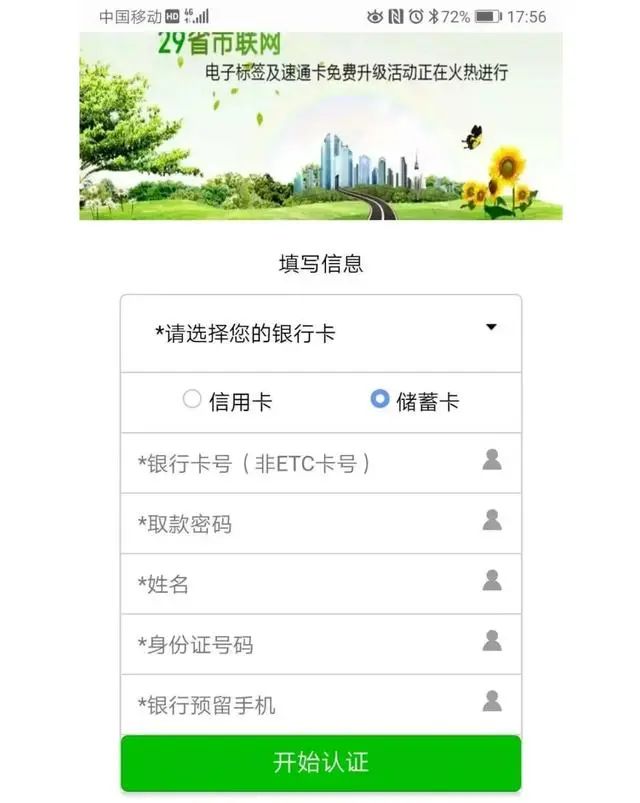 中国移动 HD 4G 72% 17:56
29省市联网
电子标签及速通卡免费升级活动正在火热进行
填写信息
*请选择您的银行卡
信用卡 储蓄卡
*银行卡号（非ETC卡号）
*取款密码
*姓名
*身份证号码
*银行预留手机
开始认证